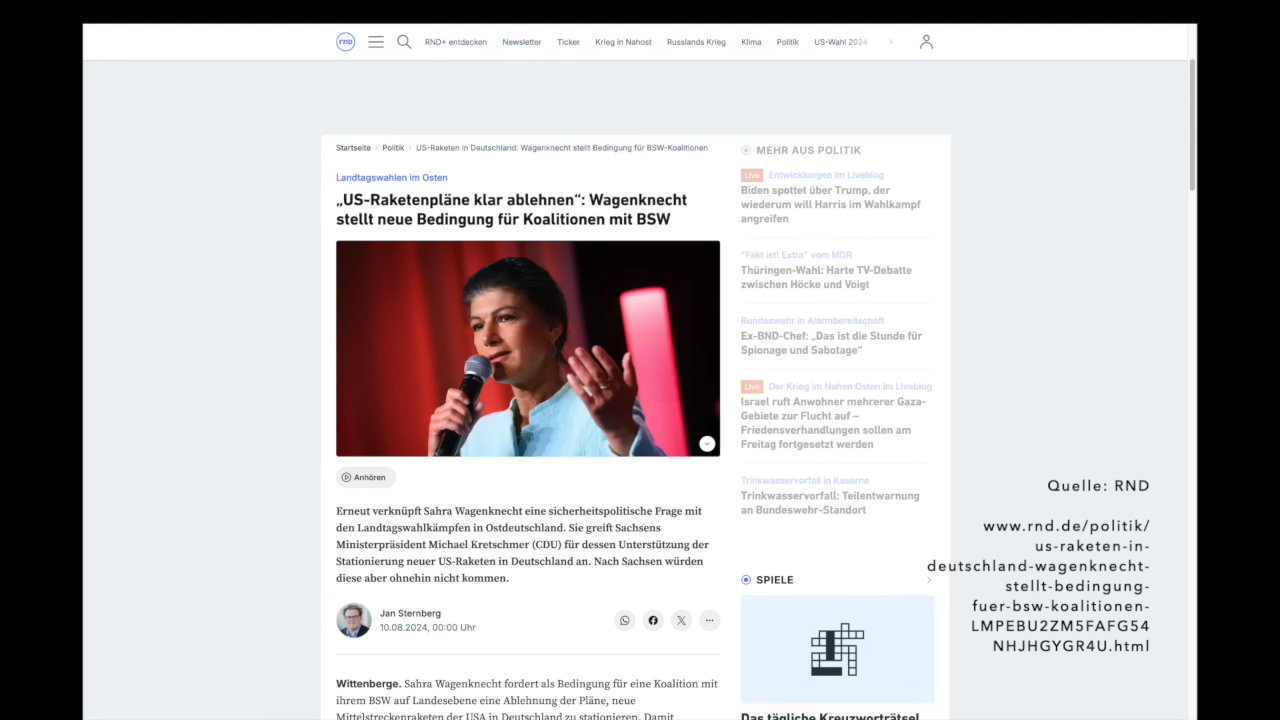 rnd RND+ entdecken Newsletter Ticker Krieg in Nahost Russlands Krieg Klima Politik US-Wahl 2024
Startseite Politik US-Raketen in Deutschland: Wagenknecht stellt Bedingung für BSW-Koalitionen
Landtagswahlen im Osten
„US-Raketenpläne klar ablehnen“: Wagenknecht
stellt neue Bedingung für Koalitionen mit BSW
Anhören
Erneut verknüpft Sahra Wagenknecht eine sicherheitspolitische Frage mit
den Landtagswahlkämpfen in Ostdeutschland. Sie greift Sachsens
Ministerpräsident Michael Kretschmer (CDU) für dessen Unterstützung der
Stationierung neuer US-Raketen in Deutschland an. Nach Sachsen würden
diese aber ohnehin nicht kommen.
Jan Sternberg
10.08.2024, 00:00 Uhr
Wittenberge. Sahra Wagenknecht fordert als Bedingung für eine Koalition mit
ihrem BSW auf Landesebene eine Ablehnung der Pläne, neue
Mittelstreckenraketen der USA in Deutschland zu stationieren. Damit
MEHR AUS POLITIK
Live Entwicklungen im Liveblog
Biden spottet über Trump, der
wiederum will Harris im Wahlkampf
angreifen
"Fakt ist! Extra" vom MDR
Thüringen-Wahl: Harte TV-Debatte
zwischen Höcke und Voigt
Bundeswehr in Alarmbereitschaft
Ex-BND-Chef: „Das ist die Stunde für
Spionage und Sabotage“
Live Der Krieg im Nahen Osten im Liveblog
Israel ruft Anwohner mehrerer Gaza-
Gebiete zur Flucht auf –
Friedensverhandlungen sollen am
Freitag fortgesetzt werden
Trinkwasservorfall in Kaserne
Trinkwasservorfall: Teilentwarnung
an Bundeswehr-Standort
SPIELE
Das tägliche Kreuzworträtsel
Quelle: RND
www.rnd.de/politik/
us-raketen-in-
deutschland-wagenknecht-
stellt-bedingung-
fuer-bsw-koalitionen-
LMPEBU2ZM5FAFG54
NHJHGYGR4U.html